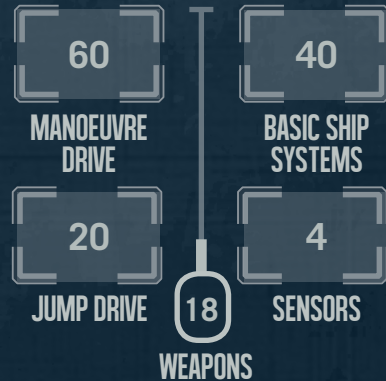 60
40
MANOEUVRE
DRIVE
BASIC SHIP
SYSTEMS
20
4
JUMP DRIVE
18
SENSORS
WEAPONS